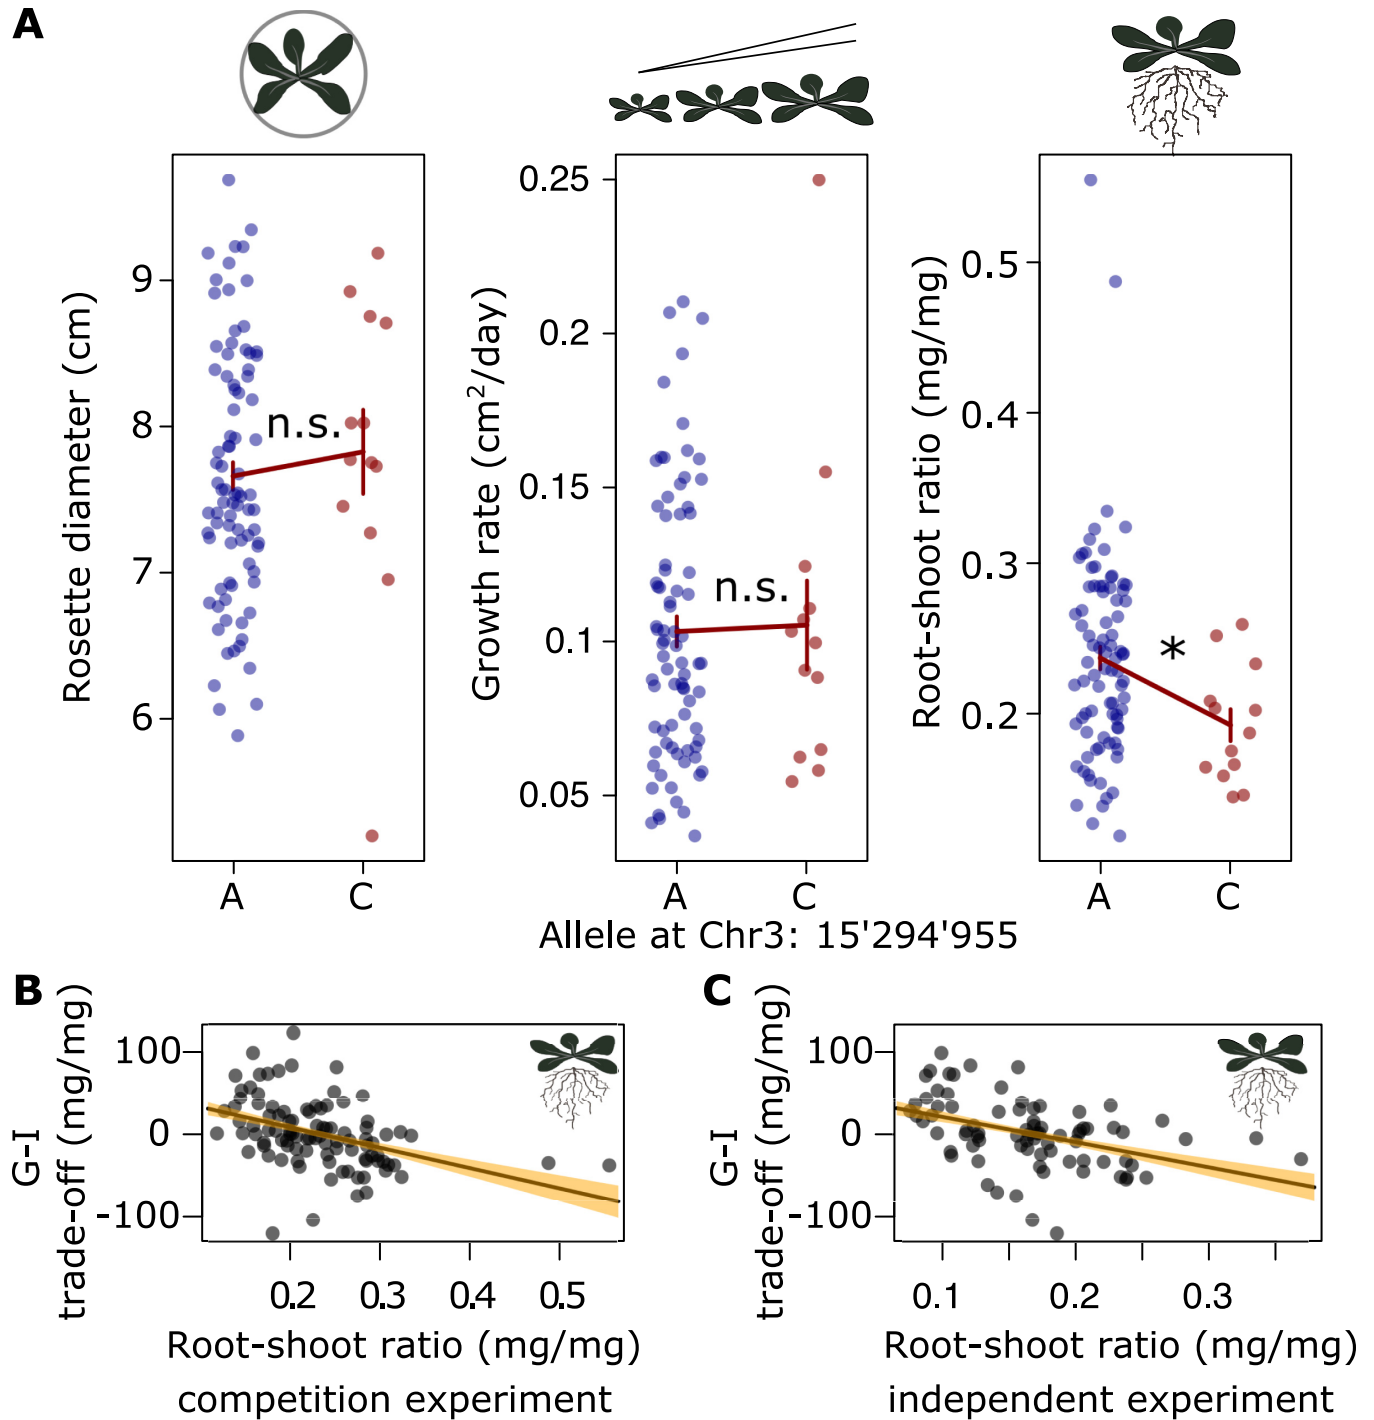 A
Rosette diameter (cm)
9
8
7
6
n.s.
A C
Growth rate (cm²/day)
0.25
0.2
0.15
0.1
0.05
n.s.
A C
Root-shoot ratio (mg/mg)
0.5
0.4
0.3
0.2
*
A C
Allele at Chr3: 15'294'955
B
G-I
trade-off (mg/mg)
100
0
-100
0.2 0.3 0.4 0.5
Root-shoot ratio (mg/mg)
competition experiment
C
G-I
trade-off (mg/mg)
100
0
-100
0.1 0.2 0.3
Root-shoot ratio (mg/mg)
independent experiment